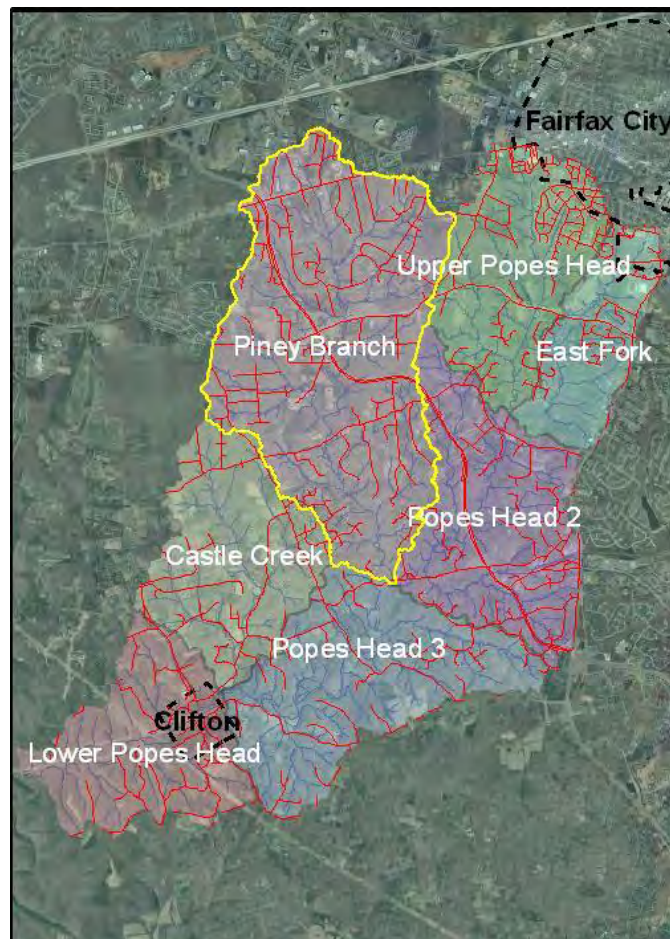 Fairfax City
Upper Popes Head
East Fork
Piney Branch
Popes Head 2
Castle Creek
Popes Head 3
Clifton
Lower Popes Head